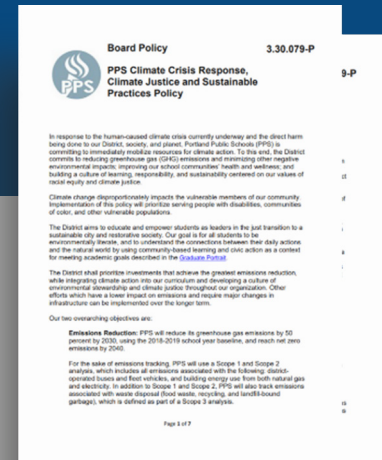 Board Policy 3.30.079-P
PPS
PPS Climate Crisis Response,
Climate Justice and Sustainable
Practices Policy
9-P
In response to the human-caused climate crisis currently underway and the direct harm
being done to our District, society, and planet, Portland Public Schools (PPS) is
committing to immediately mobilize resources for climate action. To this end, the District
commits to reducing greenhouse gas (GHG) emissions and minimizing other negative
environmental impacts; improving our school communities' health and wellness; and
building a culture of learning, responsibility, and sustainability centered on our values of
racial equity and climate justice.
Climate change disproportionately impacts the vulnerable members of our community.
Implementation of this policy will prioritize serving people with disabilities, communities
of color, and other vulnerable populations.
The District aims to educate and empower students as leaders in the just transition to a
sustainable city and restorative society. Our goal is for all students to be
environmentally literate, and to understand the connections between their daily actions
and the natural world by using community-based learning and civic action as a context
for meeting academic goals described in the Graduate Portrait.
The District shall prioritize investments that achieve the greatest emissions reduction,
while integrating climate action into our curriculum and developing a culture of
environmental stewardship and climate justice throughout our organization. Other
efforts which have a lower impact on emissions and require major changes in
infrastructure can be implemented over the longer term.
Our two overarching objectives are:
Emissions Reduction: PPS will reduce its greenhouse gas emissions by 50
percent by 2030, using the 2018-2019 school year baseline, and reach net zero
emissions by 2040.
For the sake of emissions tracking, PPS will use a Scope 1 and Scope 2
analysis, which includes all emissions associated with the following: district-
operated buses and fleet vehicles, and building energy use from both natural gas
and electricity. In addition to Scope 1 and Scope 2, PPS will also track emissions
associated with waste disposal (food waste, recycling, and landfill-bound
garbage), which is defined as part of a Scope 3 analysis.
Page 1 of 7